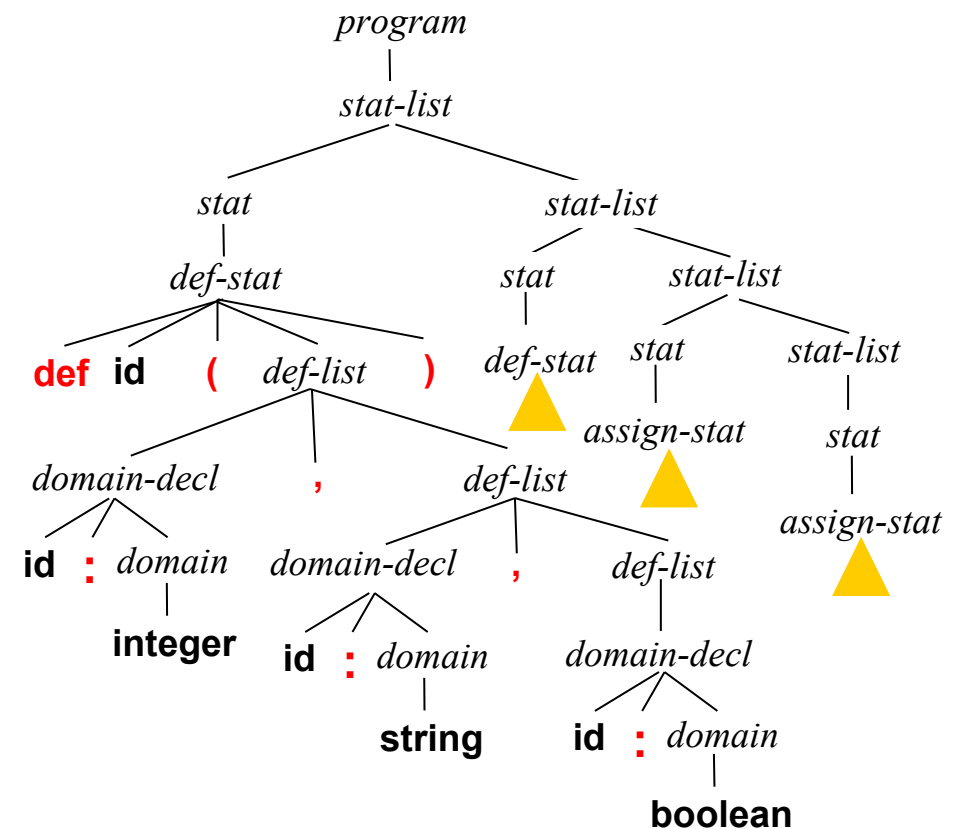 program
stat-list
stat stat-list
def-stat stat stat-list
def id ( def-list ) def-stat stat stat-list
domain-decl , def-list assign-stat stat
id : domain domain-decl , def-list assign-stat
integer id : domain domain-decl
string id : domain
boolean